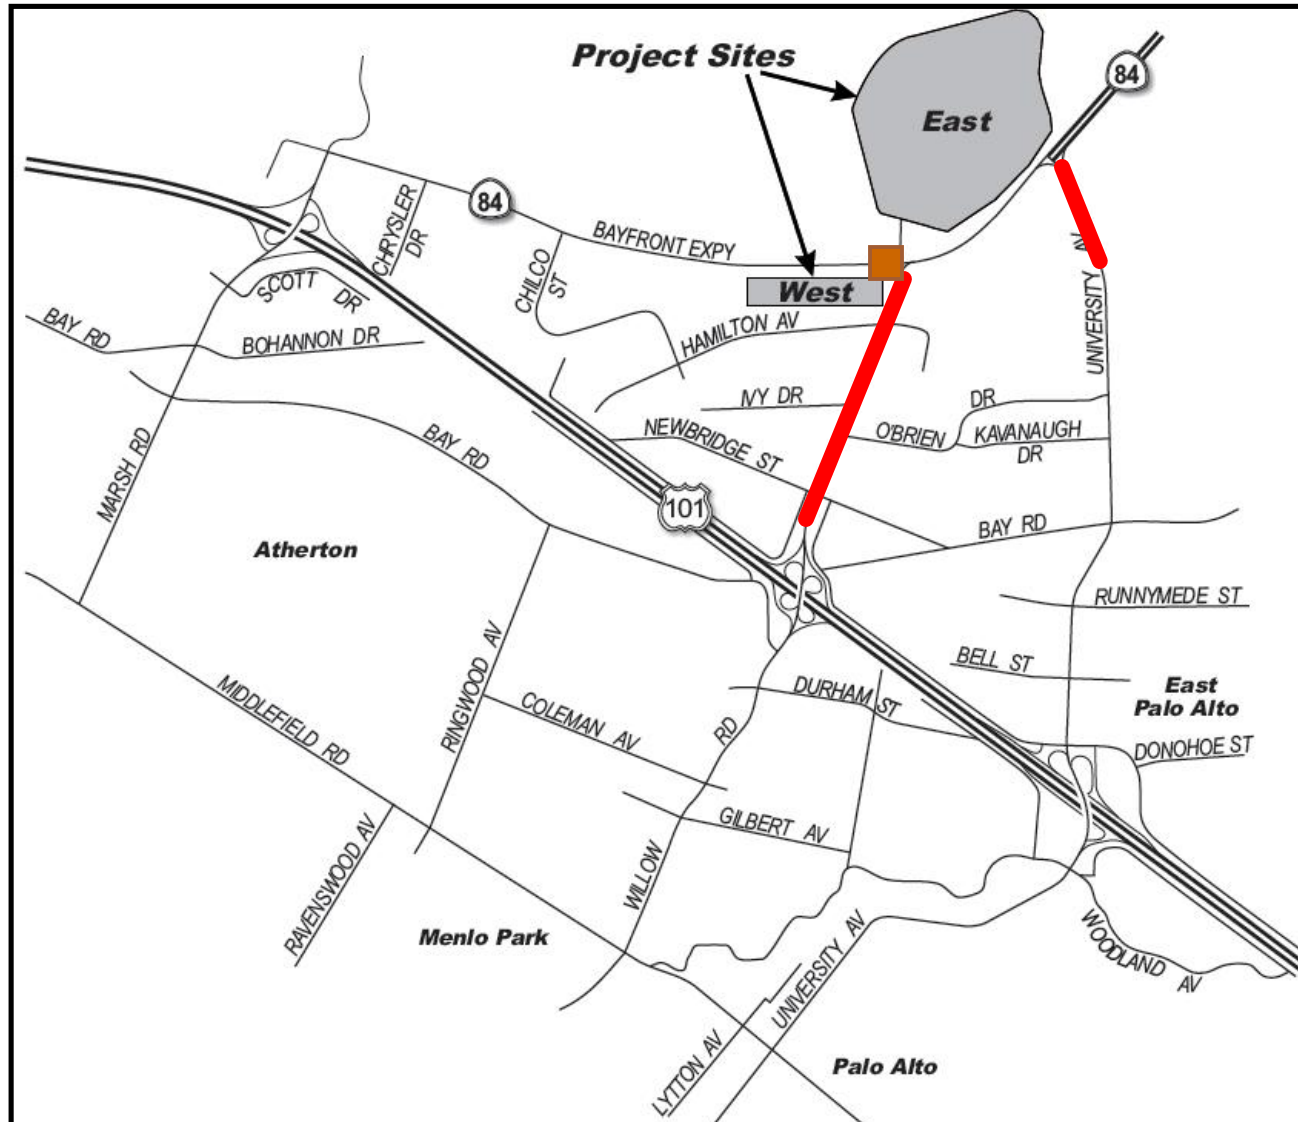 Project Sites
84
East
CHRYSLER
DR
84
BAYFRONT EXPY
CHILCO
ST
West
UNIVERSITY AV
SCOTT DR
BAY RD
BOHANNON DR
HAMILTON AV
IVY DR
DR
O'BRIEN
KAVANAUGH
DR
NEWBRIDGE ST
BAY RD
MARSH RD
101
BAY RD
Atherton
RUNNYMEDE ST
BELL ST
East
Palo Alto
DURHAM ST
RINGWOOD AV
MIDDLEFIELD RD
COLEMAN AV
DONOHOE ST
GILBERT AV
WILLOW RD
RAVENSWOOD AV
Menlo Park
WOODLAND AV
UNIVERSITY AV
LYTTON AV
Palo Alto